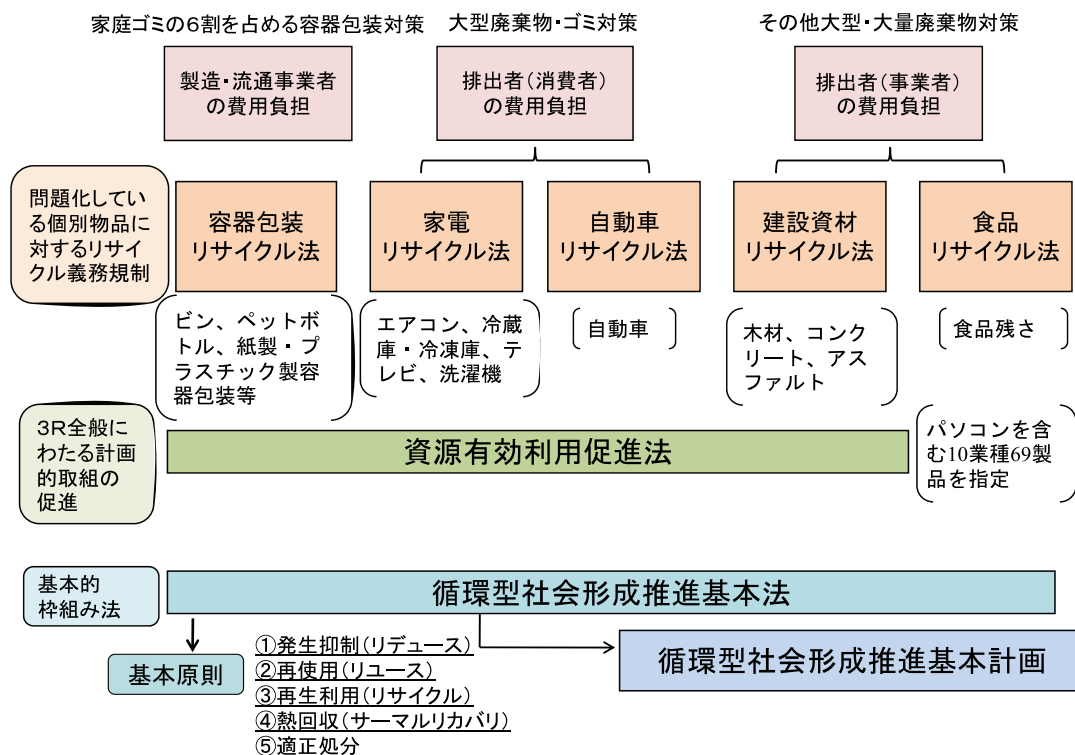 家庭ゴミの6割を占める容器包装対策
大型廃棄物・ゴミ対策
その他大型・大量廃棄物対策
製造・流通事業者
の費用負担
排出者(消費者)
の費用負担
排出者(事業者)
の費用負担
問題化してい
る個別物品に
対するリサイ
クル義務規制
容器包装
リサイクル法
家電
リサイクル法
自動車
リサイクル法
建設資材
リサイクル法
食品
リサイクル法
ビン、ペットボ
トル、紙製・プ
ラスチック製容
器包装等
エアコン、冷蔵
庫・冷凍庫、テ
レビ、洗濯機
自動車
木材、コンク
リート、アス
ファルト
食品残さ
3R全般に
わたる計画
的取組の
促進
資源有効利用促進法
パソコンを含
む10業種69製
品を指定
基本的
枠組み法
循環型社会形成推進基本法
基本原則
①発生抑制(リデュース)
②再使用(リユース)
③再生利用(リサイクル)
④熱回収(サーマルリカバリ)
⑤適正処分
循環型社会形成推進基本計画